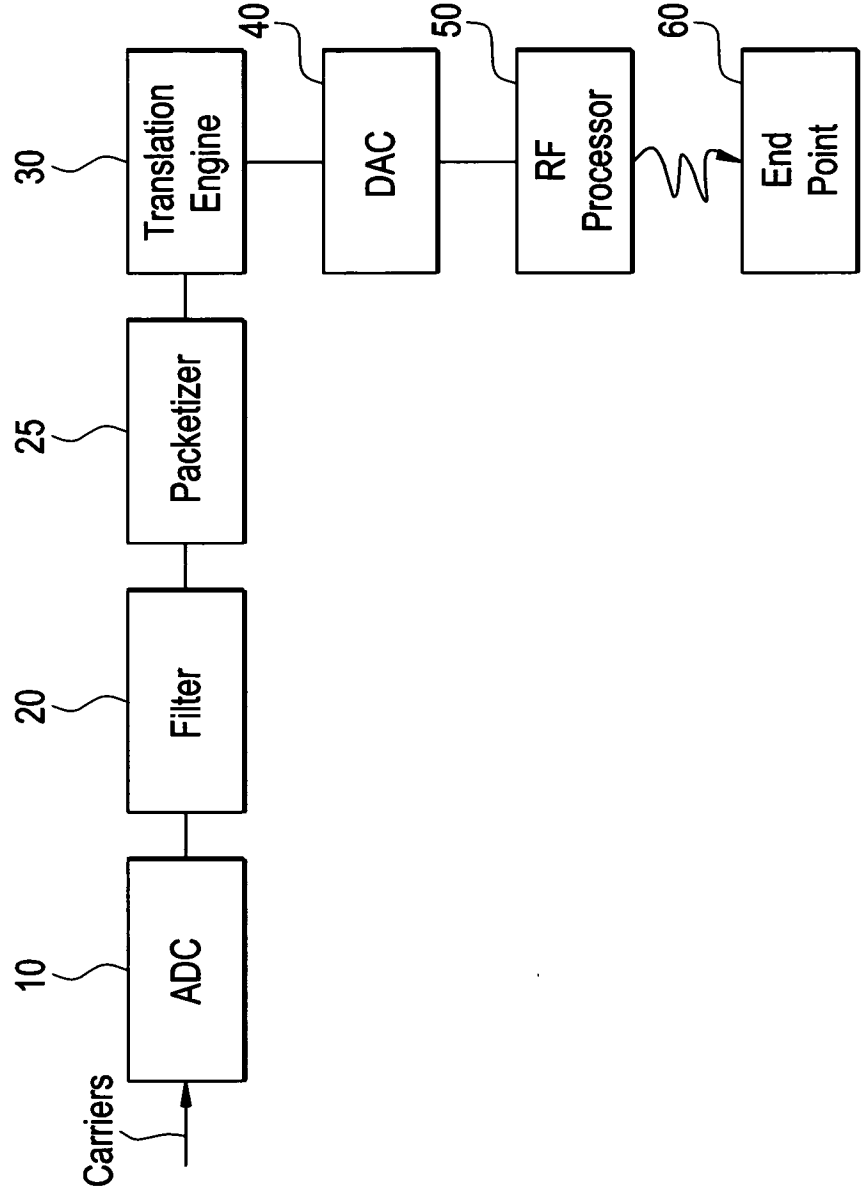 Carriers
10
ADC
20
Filter
25
Packetizer
30
Translation
Engine
40
DAC
50
RF
Processor
60
End
Point